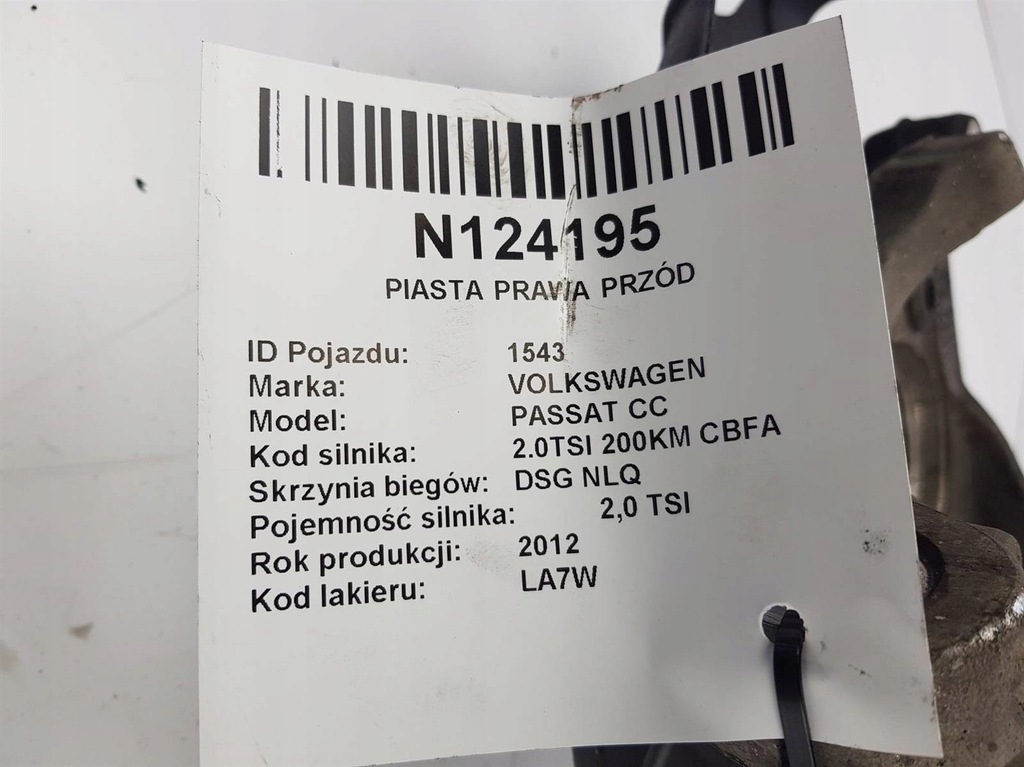 N124195
PIASTA PRAWA PRZÓD
ID Pojazdu: 1543
Marka: VOLKSWAGEN
Model: PASSAT CC
Kod silnika: 2.0TSI 200KM CBFA
Skrzynia biegów: DSG NLQ
Pojemność silnika: 2,0 TSI
Rok produkcji: 2012
Kod lakieru: LA7W